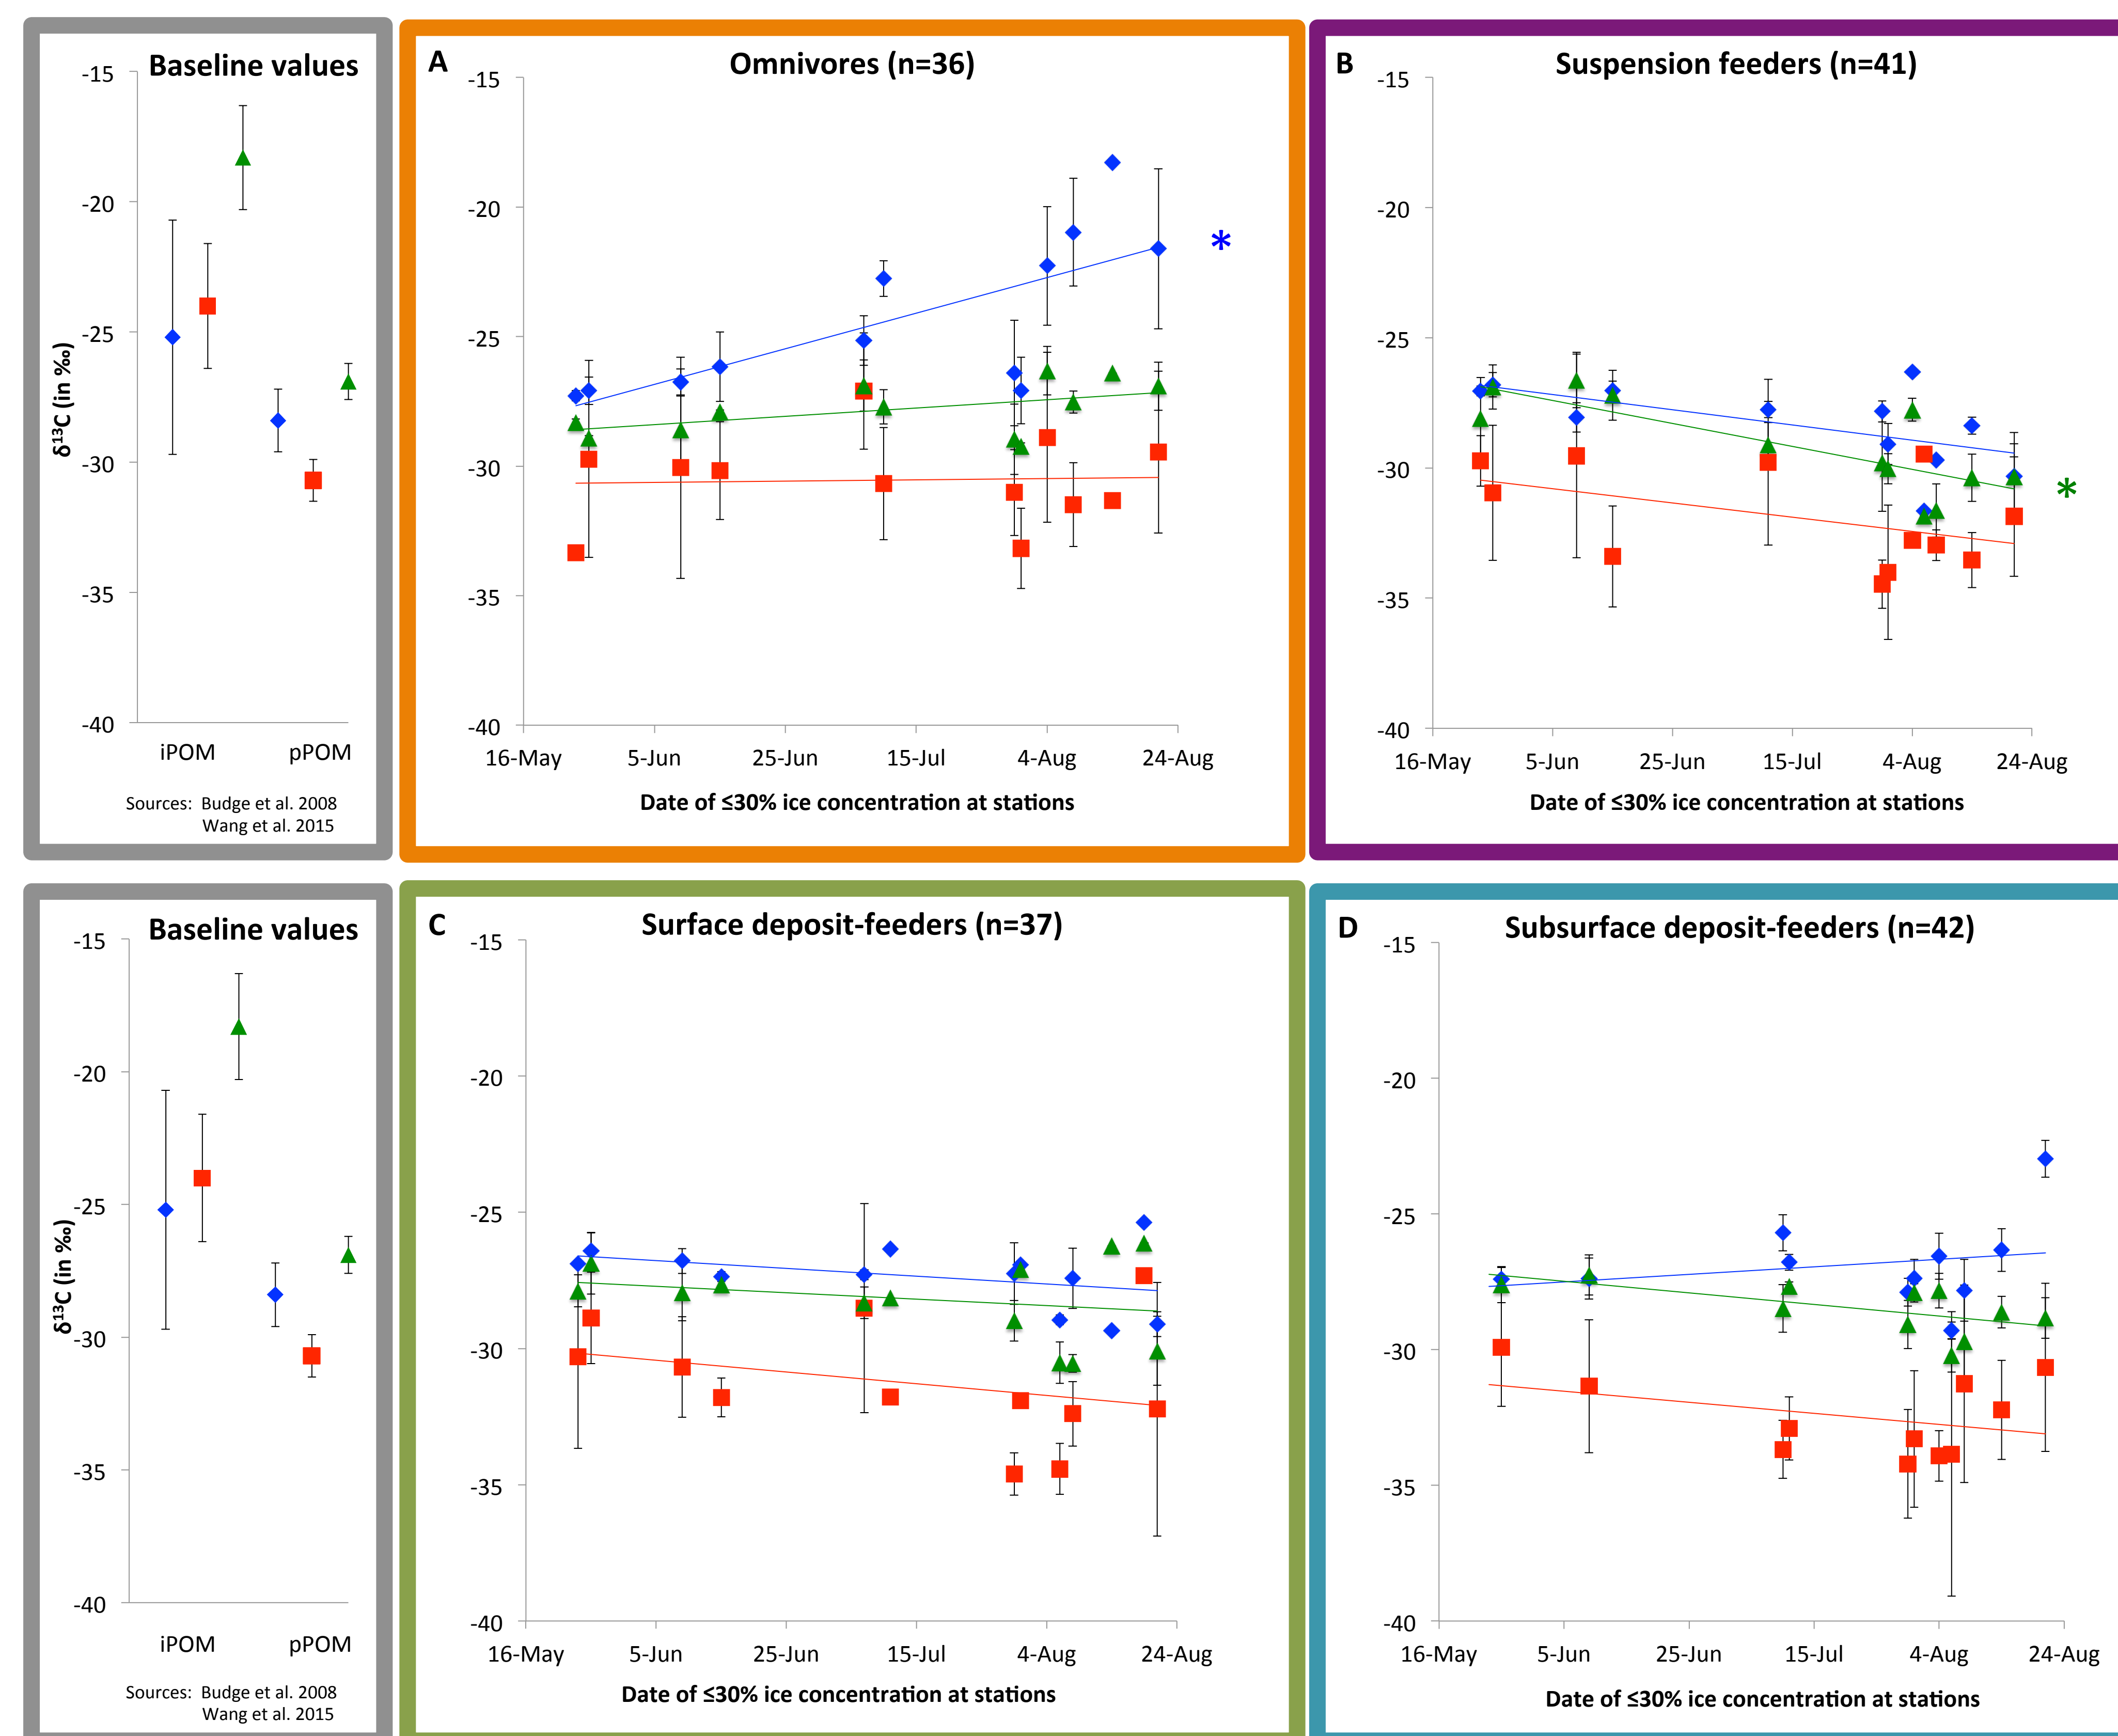 Baseline values
-15
-20
-25
-30
-35
-40
δ¹³C (in ‰)
iPOM pPOM
Sources: Budge et al. 2008
Wang et al. 2015
A Omnivores (n=36)
-15
-20
-25
-30
-35
-40
*
16-May 5-Jun 25-Jun 15-Jul 4-Aug 24-Aug
Date of ≤30% ice concentration at stations
B Suspension feeders (n=41)
-15
-20
-25
-30
-35
-40
*
16-May 5-Jun 25-Jun 15-Jul 4-Aug 24-Aug
Date of ≤30% ice concentration at stations
Baseline values
-15
-20
-25
-30
-35
-40
δ¹³C (in ‰)
iPOM pPOM
Sources: Budge et al. 2008
Wang et al. 2015
C Surface deposit-feeders (n=37)
-15
-20
-25
-30
-35
-40
16-May 5-Jun 25-Jun 15-Jul 4-Aug 24-Aug
Date of ≤30% ice concentration at stations
D Subsurface deposit-feeders (n=42)
-15
-20
-25
-30
-35
-40
16-May 5-Jun 25-Jun 15-Jul 4-Aug 24-Aug
Date of ≤30% ice concentration at stations